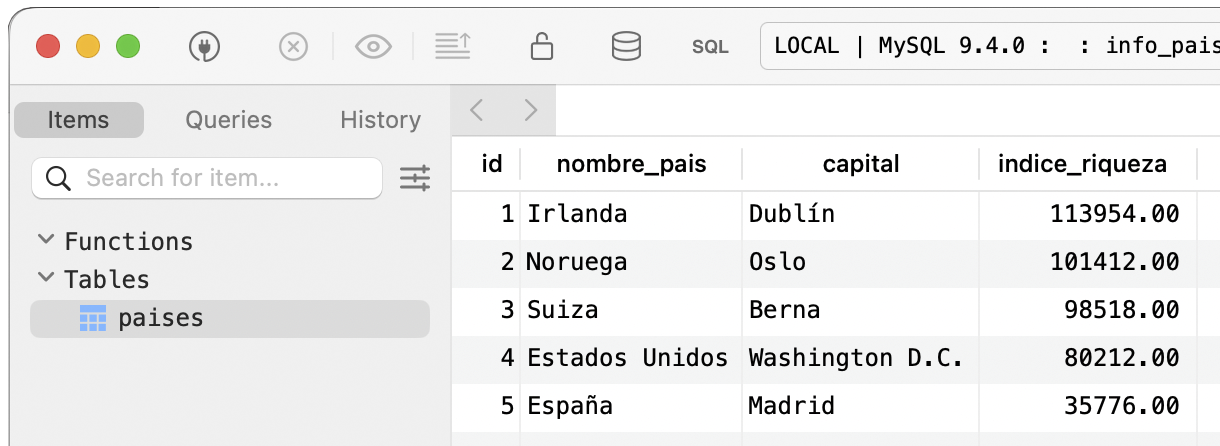 SQL LOCAL | MySQL 9.4.0 : : info_pais
Items Queries History
Search for item...
Functions
Tables
paises
id nombre_pais capital indice_riqueza
1 Irlanda Dublín 113954.00
2 Noruega Oslo 101412.00
3 Suiza Berna 98518.00
4 Estados Unidos Washington D.C. 80212.00
5 España Madrid 35776.00